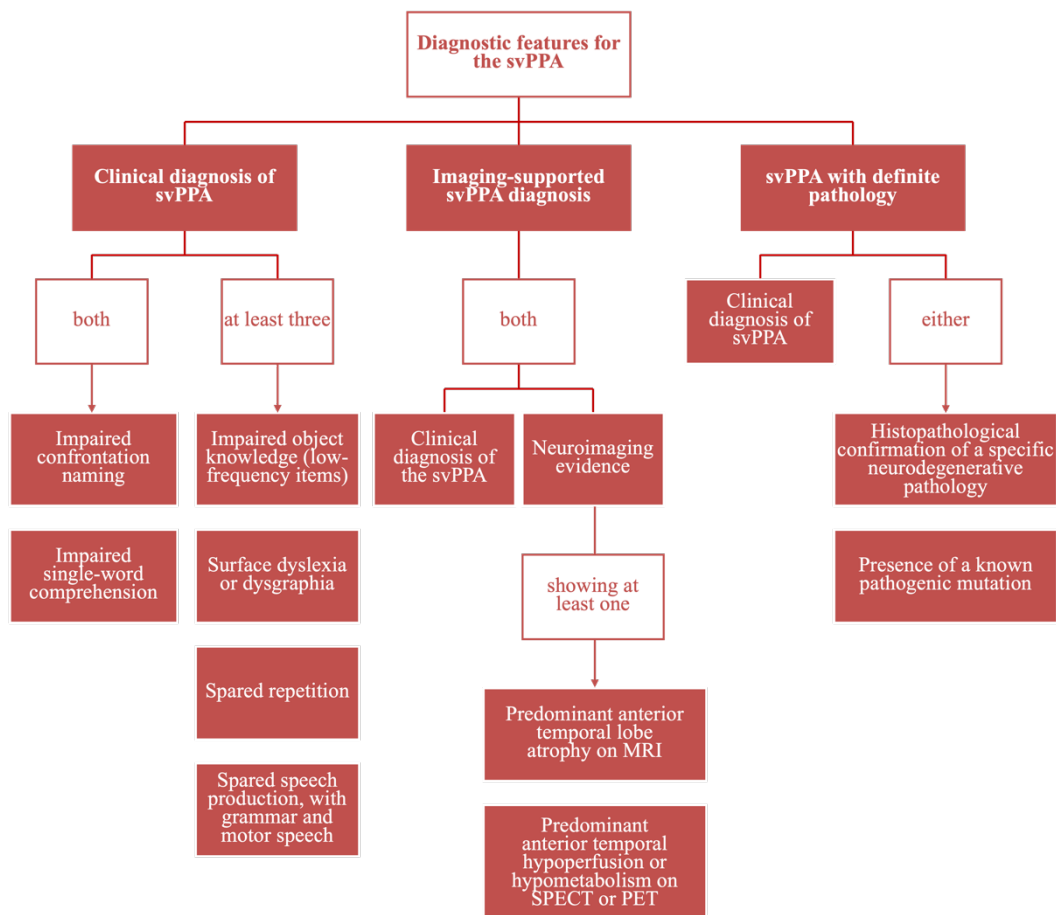 Diagnostic features for
the svPPA
Clinical diagnosis of
svPPA
Imaging-supported
svPPA diagnosis
svPPA with definite
pathology
both
at least three
both
Clinical
diagnosis of
svPPA
either
Impaired
confrontation
naming
Impaired object
knowledge (low-
frequency items)
Clinical
diagnosis of
the svPPA
Neuroimaging
evidence
Histopathological
confirmation of a specific
neurodegenerative
pathology
Impaired
single-word
comprehension
Surface dyslexia
or dysgraphia
showing at
least one
Presence of a known
pathogenic mutation
Spared repetition
Predominant anterior
temporal lobe
atrophy on MRI
Spared speech
production, with
grammar and
motor speech
Predominant
anterior temporal
hypoperfusion or
hypometabolism on
SPECT or PET